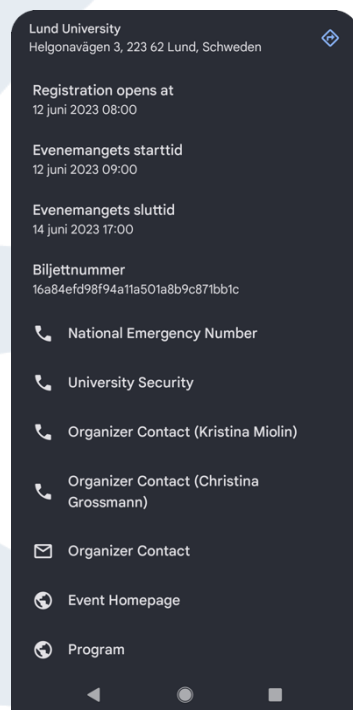 Lund University
Helgonavägen 3, 223 62 Lund, Schweden
Registration opens at
12 juni 2023 08:00
Evenemangets starttid
12 juni 2023 09:00
Evenemangets sluttid
14 juni 2023 17:00
Biljettnummer
16a84efd98f94a11a501a8b9c871bb1c
National Emergency Number
University Security
Organizer Contact (Kristina Miolin)
Organizer Contact (Christina
Grossmann)
Organizer Contact
Event Homepage
Program